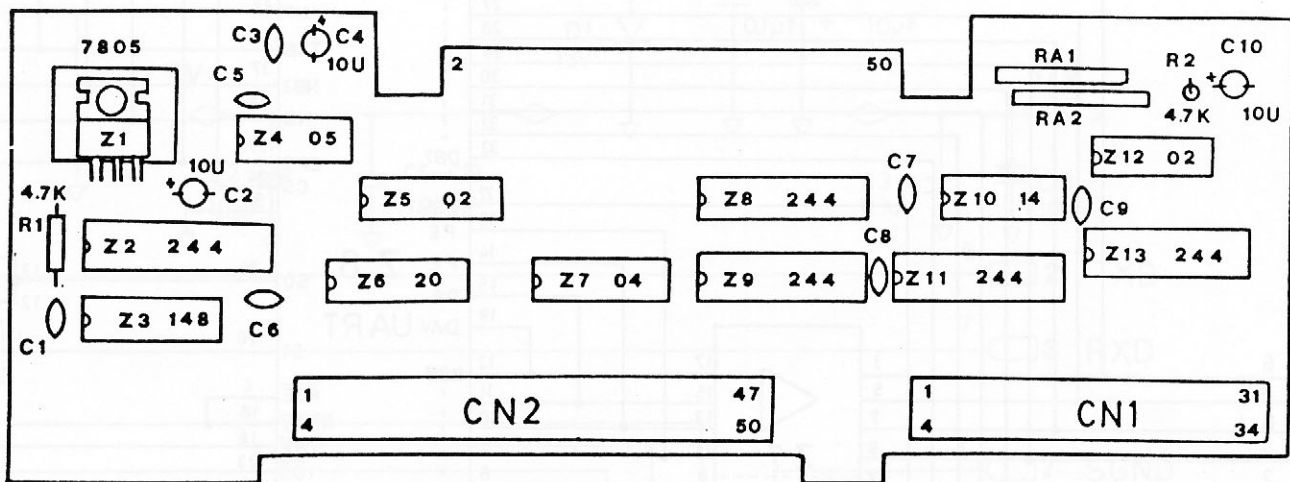 7805
Z1
C3
C4
10U
C5
Z4 05
2
50
RA1
RA2
R2
4.7K
C10
10U
Z12 02
10U
C2
4.7K
R1
Z2 244
Z5 02
Z8 244
C7
Z10 14
C9
Z13 244
Z6 20
Z7 04
Z9 244
C8
Z11 244
C1
Z3 148
C6
1
4
CN2
47
50
1
4
CN1
31
34